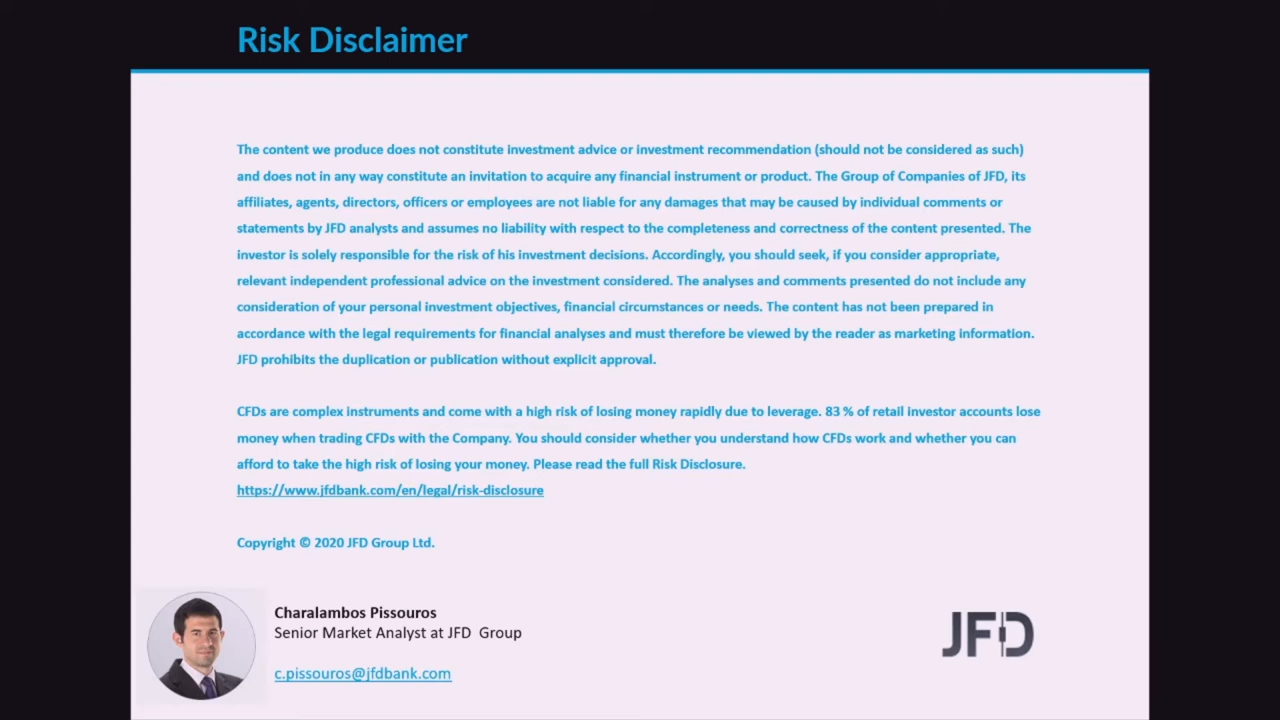 Risk Disclaimer
The content we produce does not constitute investment advice or investment recommendation (should not be considered as such)
and does not in any way constitute an invitation to acquire any financial instrument or product. The Group of Companies of JFD, its
affiliates, agents, directors, officers or employees are not liable for any damages that may be caused by individual comments or
statements by JFD analysts and assumes no liability with respect to the completeness and correctness of the content presented. The
investor is solely responsible for the risk of his investment decisions. Accordingly, you should seek, if you consider appropriate,
relevant independent professional advice on the investment considered. The analyses and comments presented do not include any
consideration of your personal investment objectives, financial circumstances or needs. The content has not been prepared in
accordance with the legal requirements for financial analyses and must therefore be viewed by the reader as marketing information.
JFD prohibits the duplication or publication without explicit approval.
CFDs are complex instruments and come with a high risk of losing money rapidly due to leverage. 83 % of retail investor accounts lose
money when trading CFDs with the Company. You should consider whether you understand how CFDs work and whether you can
afford to take the high risk of losing your money. Please read the full Risk Disclosure.
https://www.jfdbank.com/en/legal/risk-disclosure
Copyright © 2020 JFD Group Ltd.
Charalambos Pissouros
Senior Market Analyst at JFD Group
c.pissouros@jfdbank.com
JFD